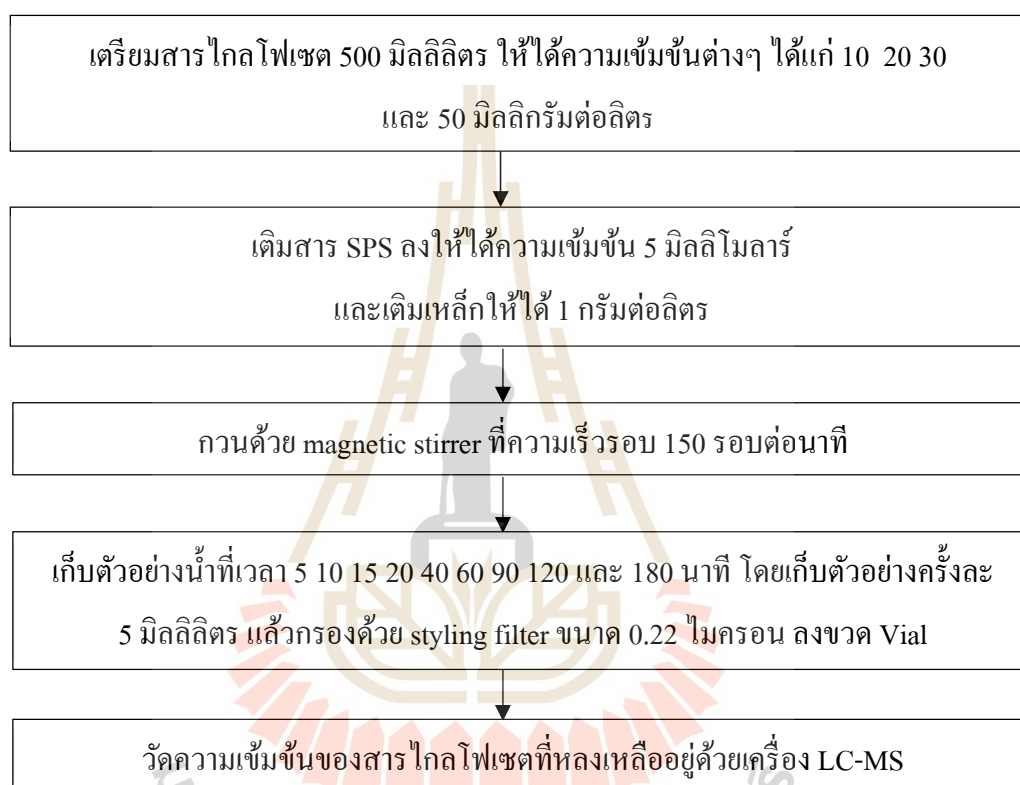 เตรียมสารไกลโฟเซต 500 มิลลิลิตร ให้ได้ความเข้มข้นต่างๆ ได้แก่ 10 20 30
และ 50 มิลลิกรัมต่อลิตร
เติมสาร SPS ลงให้ได้ความเข้มข้น 5 มิลลิโมลาร์
และเติมเหล็กให้ได้ 1 กรัมต่อลิตร
กวนด้วย magnetic stirrer ที่ความเร็วรอบ 150 รอบต่อนาที
เก็บตัวอย่างน้ำที่เวลา 5 10 15 20 40 60 90 120 และ 180 นาที โดยเก็บตัวอย่างครั้งละ
5 มิลลิลิตร แล้วกรองด้วย styling filter ขนาด 0.22 ไมครอน ลงขวด Vial
วัดความเข้มข้นของสารไกลโฟเซตที่หลงเหลืออยู่ด้วยเครื่อง LC-MS